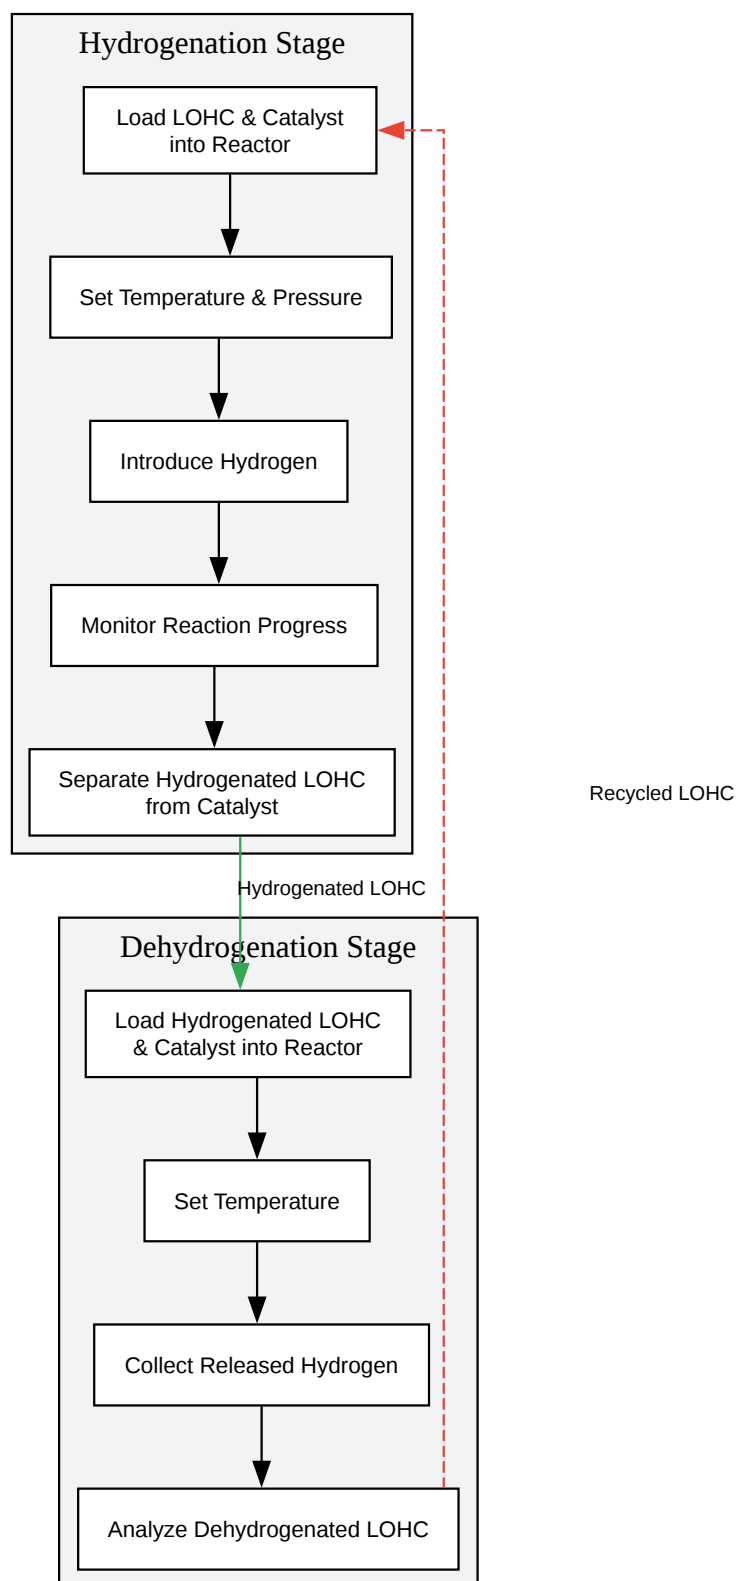 Hydrogenation Stage
Load LOHC & Catalyst
into Reactor
Set Temperature & Pressure
Introduce Hydrogen
Monitor Reaction Progress
Separate Hydrogenated LOHC
from Catalyst
Recycled LOHC
Hydrogenated LOHC
Dehydrogenation Stage
Load Hydrogenated LOHC
& Catalyst into Reactor
Set Temperature
Collect Released Hydrogen
Analyze Dehydrogenated LOHC